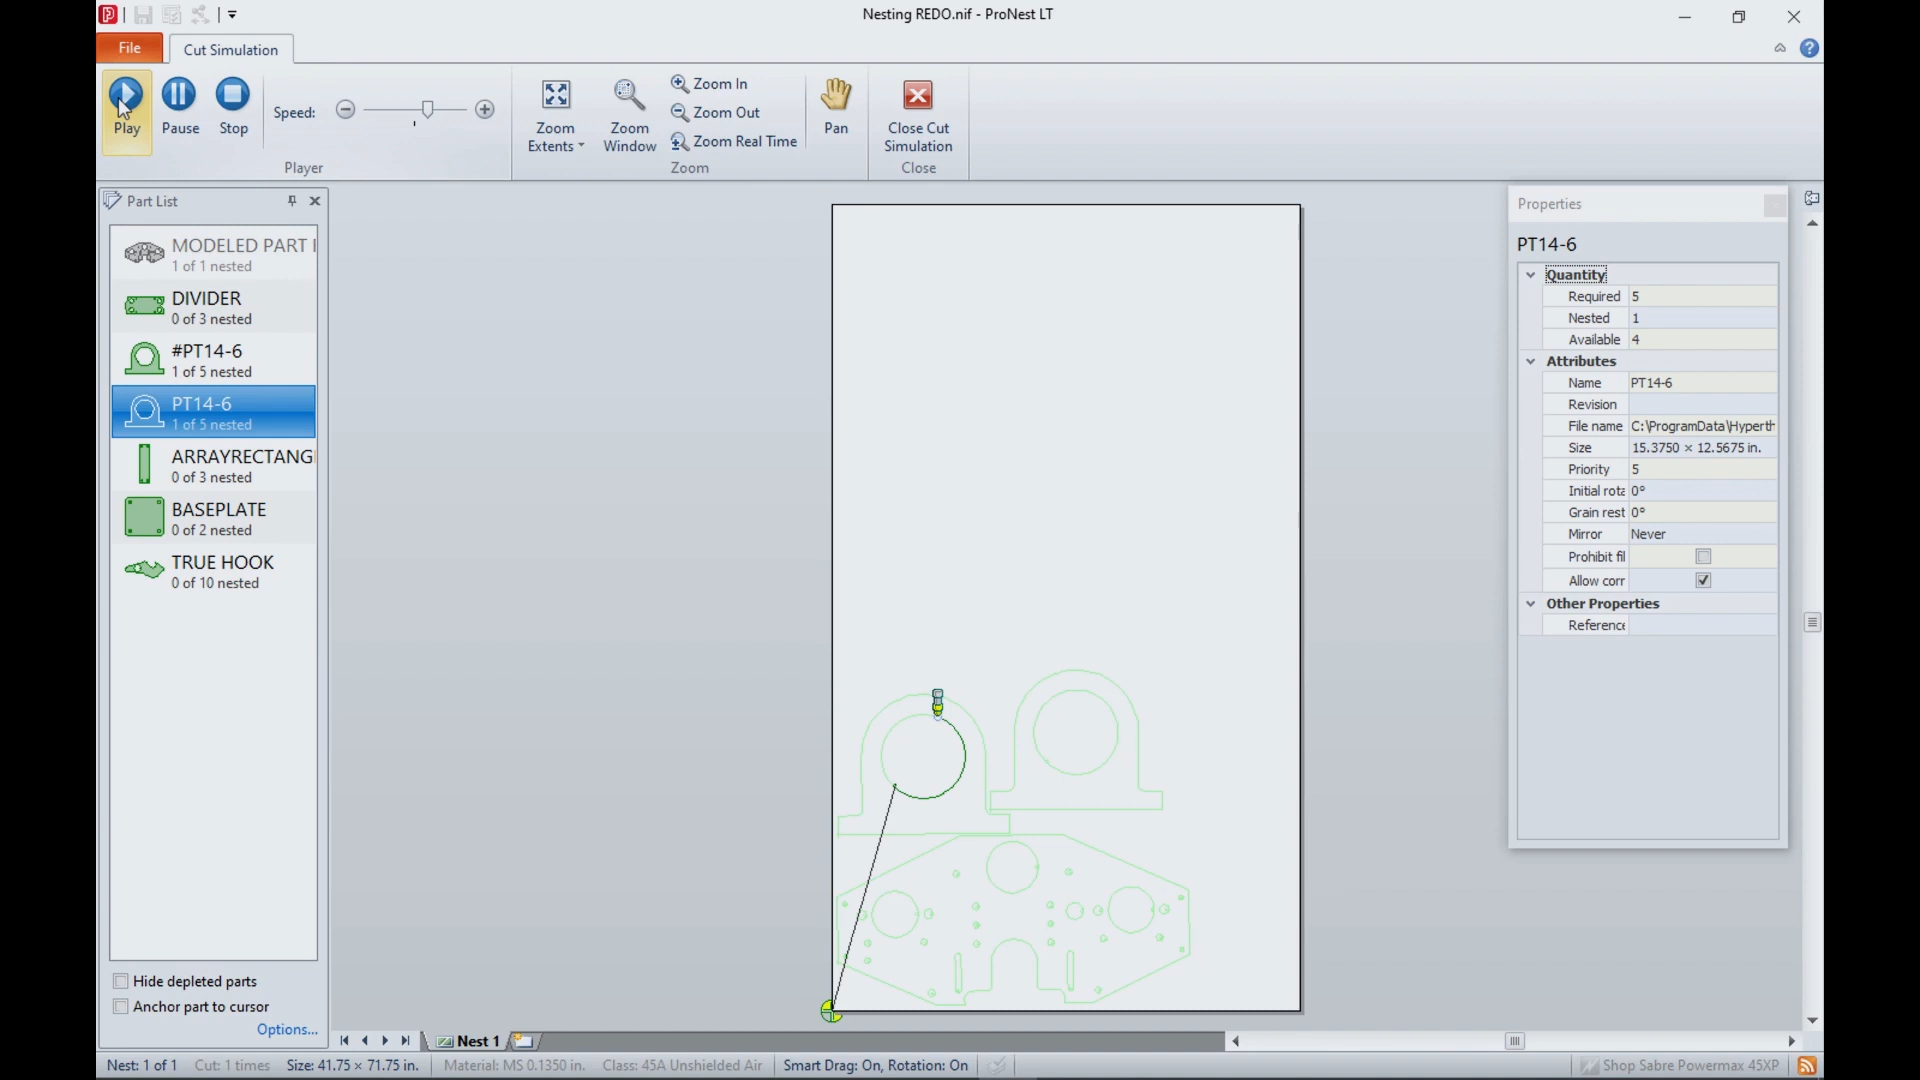 Nesting REDO.nif - ProNest LT
File
Cut Simulation
Play
Pause
Stop
Speed:
Player
Zoom
Extents
Zoom
Window
Zoom In
Zoom Out
Zoom Real Time
Zoom
Pan
Close Cut
Simulation
Close
Part List
MODELED PART
1 of 1 nested
DIVIDER
0 of 3 nested
#PT14-6
1 of 5 nested
PT14-6
1 of 5 nested
ARRAYRECTANG
0 of 3 nested
BASEPLATE
0 of 2 nested
TRUE HOOK
0 of 10 nested
Hide depleted parts
Anchor part to cursor
Options...
Properties
PT14-6
Quantity
Required 5
Nested 1
Available 4
Attributes
Name PT14-6
Revision
File name C:\ProgramData\Hyperth
Size 15.3750 × 12.5675 in.
Priority 5
Initial rota 0°
Grain rest 0°
Mirror Never
Prohibit fil
Allow corr
Other Properties
Reference
Nest 1
Nest: 1 of 1 Cut: 1 times Size: 41.75 × 71.75 in. Material: MS 0.1350 in. Class: 45A Unshielded Air Smart Drag: On, Rotation: On Shop Sabre Powermax 45XP